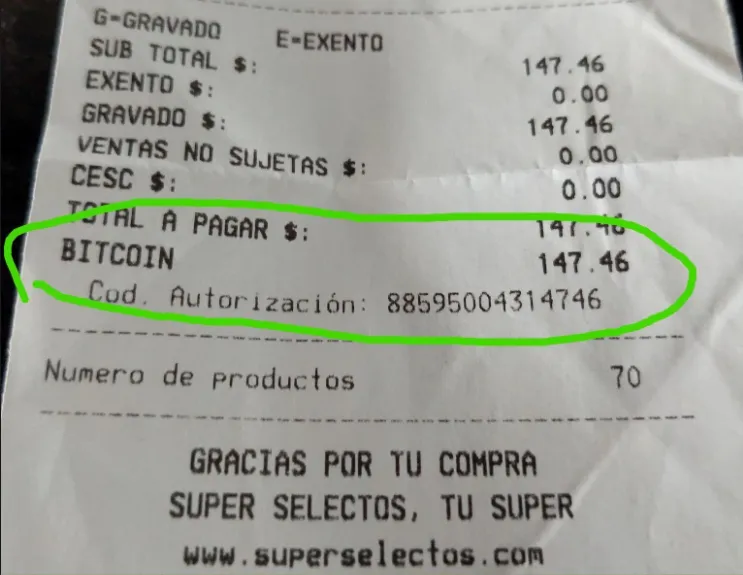 G=GRAVADO E=EXENTO
SUB TOTAL $: 147.46
EXENTO $: 0.00
GRAVADO $: 147.46
VENTAS NO SUJETAS $: 0.00
CESC $: 0.00
TOTAL A PAGAR $: 147.46
BITCOIN 147.46
Cod. Autorización: 88595004314746
Numero de productos 70
GRACIAS POR TU COMPRA
SUPER SELECTOS, TU SUPER
www.superselectos.com